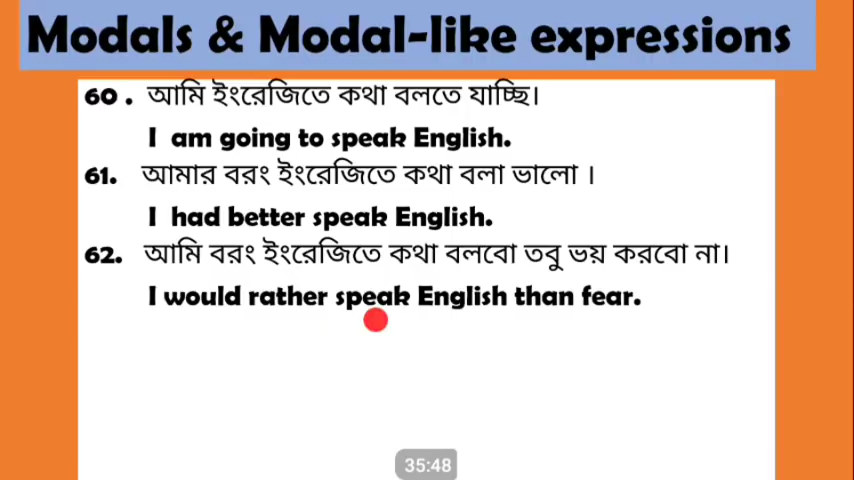 Modals & Modal-like expressions
60 . আমি ইংরেজিতে কথা বলতে যাচ্ছি।
I am going to speak English.
61. আমার বরং ইংরেজিতে কথা বলা ভালো ।
I had better speak English.
62. আমি বরং ইংরেজিতে কথা বলবো তবু ভয় করবো না।
I would rather speak English than fear.
35:48